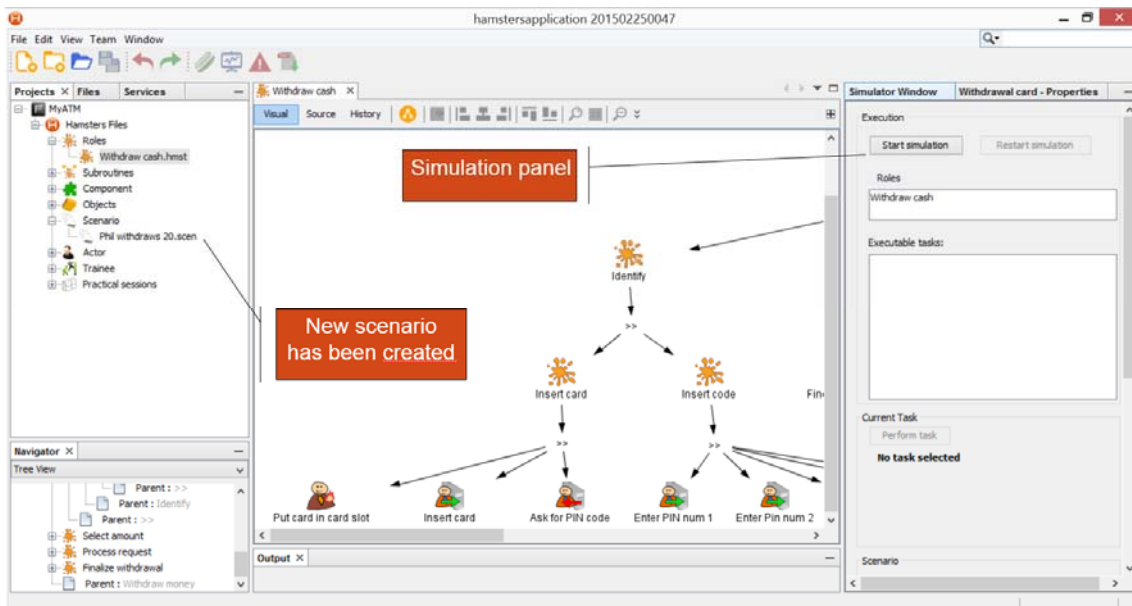 hamstersapplication 201502250047
File Edit View Team Window
Projects Files Services
MyATM
Hamsters Files
Roles
Withdraw cash.hmst
Subroutines
Component
Objects
Scenario
Phil withdraws 20.scen
Actor
Trainee
Practical sessions
New scenario
has been created
Navigator
Tree View
Parent : >>
Parent : Identify
Parent : >>
Select amount
Process request
Finalize withdrawal
Parent : Withdraw money
Withdraw cash
Visual Source History
Simulation panel
Identify
>>
Insert card
Insert code
Fin
>>
>>
Put card in card slot
Insert card
Ask for PIN code
Enter PIN num 1
Enter Pin num 2
Output
Simulator Window
Withdrawal card - Properties
Execution
Start simulation
Restart simulation
Roles
Withdraw cash
Executable tasks:
Current Task
Perform task
No task selected
Scenario